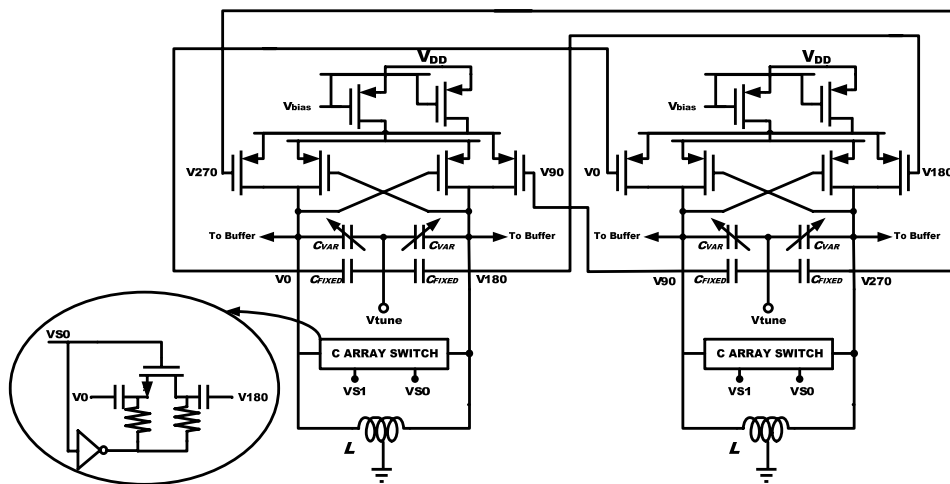 VDD
VDD
Vbias
Vbias
V270
V90
V0
V180
To Buffer
CVAR
CVAR
To Buffer
To Buffer
CVAR
CVAR
To Buffer
V0
CFIXED
CFIXED
V180
V90
CFIXED
CFIXED
V270
Vtune
Vtune
VS0
C ARRAY SWITCH
C ARRAY SWITCH
VS1
VS0
VS1
VS0
V0
V180
L
L